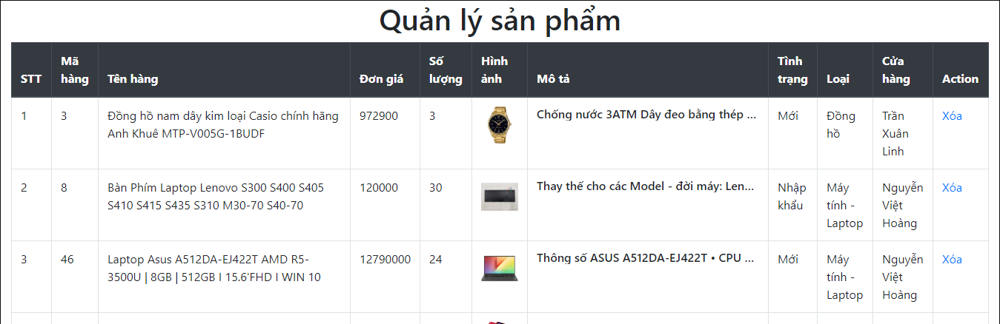 Quản lý sản phẩm
STT Mã hàng Tên hàng Đơn giá Số lượng Hình ảnh Mô tả Tình trạng Loại Cửa hàng Action
1 3 Đồng hồ nam dây kim loại Casio chính hãng Anh Khuê MTP-V005G-1BUDF 972900 3 Chống nước 3ATM Dây đeo bằng thép ... Mới Đồng hồ Trần Xuân Linh Xóa
2 8 Bàn Phím Laptop Lenovo S300 S400 S405 S410 S415 S435 S310 M30-70 S40-70 120000 30 Thay thế cho các Model - đời máy: Len... Nhập khẩu Máy tính - Laptop Nguyễn Việt Hoàng Xóa
3 46 Laptop Asus A512DA-EJ422T AMD R5-3500U | 8GB | 512GB I 15.6'FHD I WIN 10 12790000 24 Thông số ASUS A512DA-EJ422T • CPU ... Mới Máy tính - Laptop Nguyễn Việt Hoàng Xóa